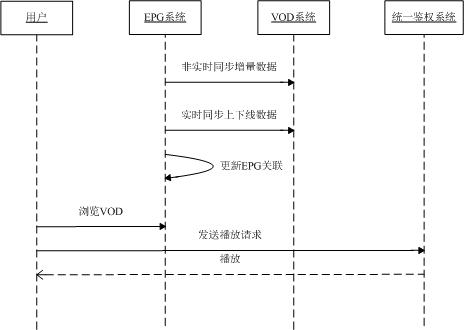 用户
EPG系统
VOD系统
统一鉴权系统
非实时同步增量数据
实时同步上下线数据
更新EPG关联
浏览VOD
发送播放请求
播放